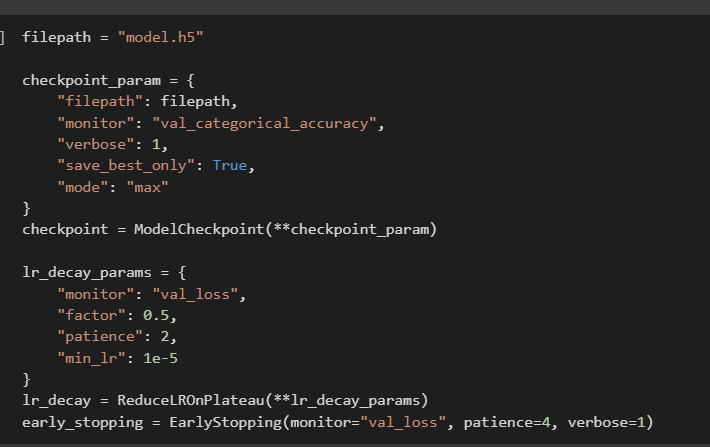 ] filepath = "model.h5"

checkpoint_param = {
    "filepath": filepath,
    "monitor": "val_categorical_accuracy",
    "verbose": 1,
    "save_best_only": True,
    "mode": "max"
}
checkpoint = ModelCheckpoint(**checkpoint_param)

lr_decay_params = {
    "monitor": "val_loss",
    "factor": 0.5,
    "patience": 2,
    "min_lr": 1e-5
}
lr_decay = ReduceLROnPlateau(**lr_decay_params)
early_stopping = EarlyStopping(monitor="val_loss", patience=4, verbose=1)